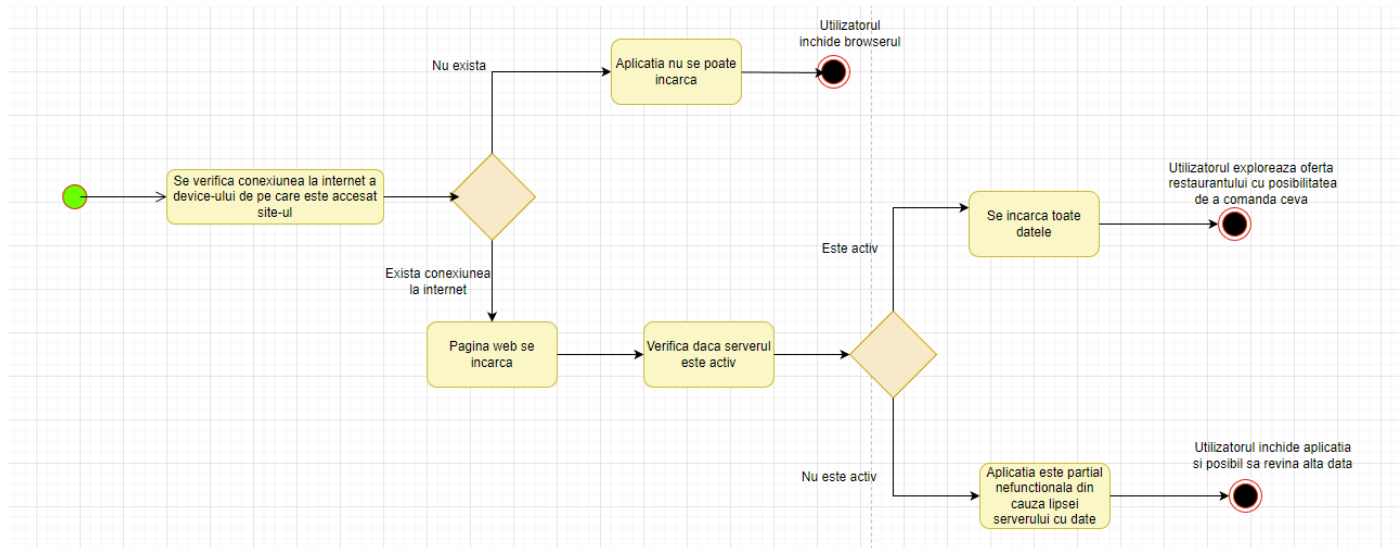 Utilizatorul
inchide browserul
Nu exista
Aplicatia nu se poate
incarca
Se verifica conexiunea la internet a
device-ului de pe care este accesat
site-ul
Utilizatorul exploreaza oferta
restaurantului cu posibilitatea
de a comanda ceva
Se incarca toate
datele
Este activ
Exista conexiunea
la internet
Pagina web se
incarca
Verifica daca serverul
este activ
Nu este activ
Aplicatia este partial
nefunctionala din
cauza lipsei
serverului cu date
Utilizatorul inchide aplicatia
si posibil sa revina alta data